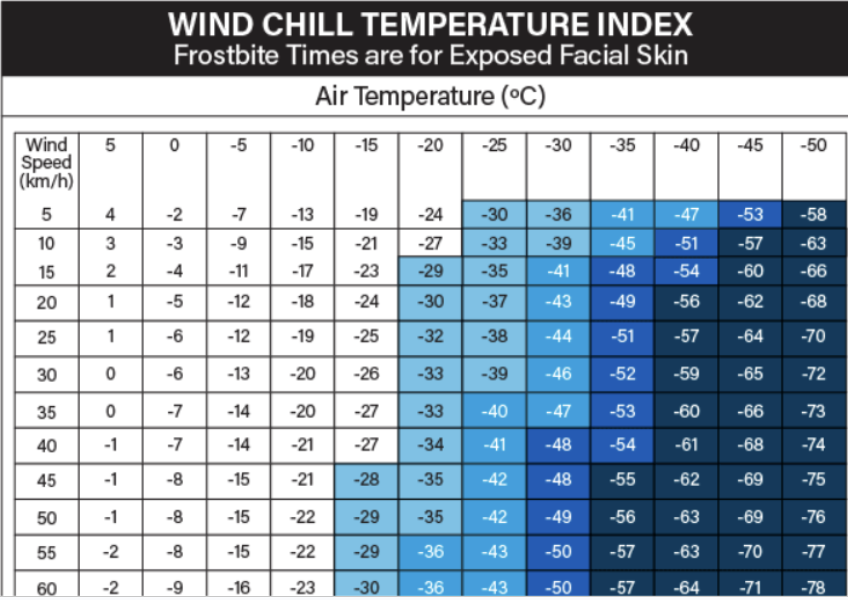 WIND CHILL TEMPERATURE INDEX
Frostbite Times are for Exposed Facial Skin
Air Temperature (ºC)
Wind Speed (km/h) 5 0 -5 -10 -15 -20 -25 -30 -35 -40 -45 -50
5 4 -2 -7 -13 -19 -24 -30 -36 -41 -47 -53 -58
10 3 -3 -9 -15 -21 -27 -33 -39 -45 -51 -57 -63
15 2 -4 -11 -17 -23 -29 -35 -41 -48 -54 -60 -66
20 1 -5 -12 -18 -24 -30 -37 -43 -49 -56 -62 -68
25 1 -6 -12 -19 -25 -32 -38 -44 -51 -57 -64 -70
30 0 -6 -13 -20 -26 -33 -39 -46 -52 -59 -65 -72
35 0 -7 -14 -20 -27 -33 -40 -47 -53 -60 -66 -73
40 -1 -7 -14 -21 -27 -34 -41 -48 -54 -61 -68 -74
45 -1 -8 -15 -21 -28 -35 -42 -48 -55 -62 -69 -75
50 -1 -8 -15 -22 -29 -35 -42 -49 -56 -63 -69 -76
55 -2 -8 -15 -22 -29 -36 -43 -50 -57 -63 -70 -77
60 -2 -9 -16 -23 -30 -36 -43 -50 -57 -64 -71 -78